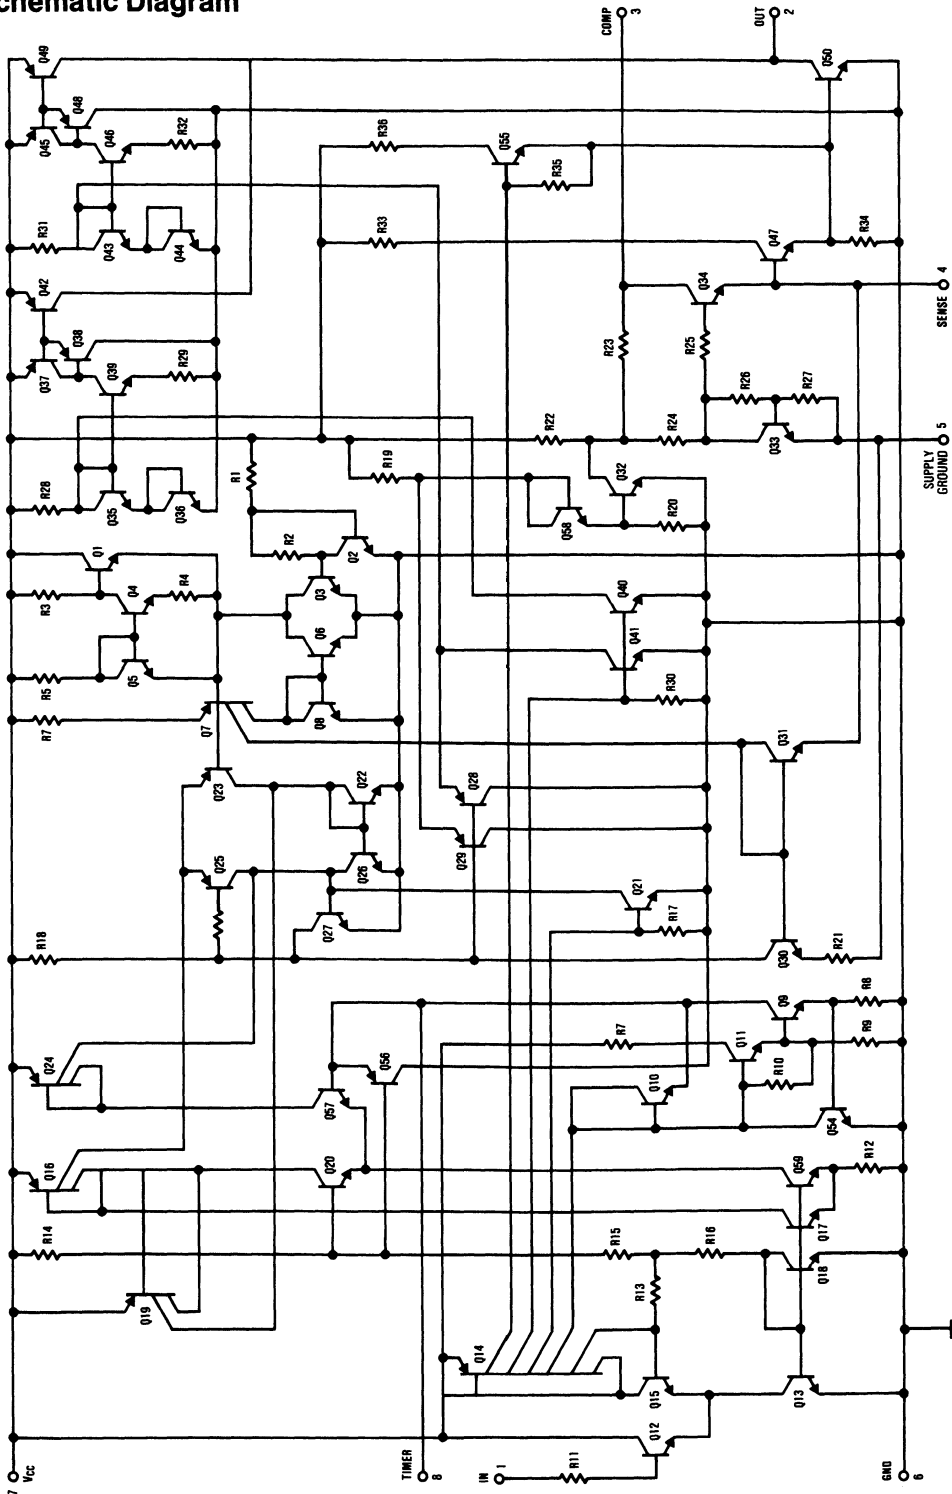 chematic Diagram
COMP
3
OUT
2
Q49
Q48
Q45
Q46
R32
Q50
R36
Q55
R35
R31
Q43
Q44
R33
Q47
R34
Q42
Q34
SENSE
4
Q38
Q37
Q39
R29
R23
R25
R26
R27
R22
R24
Q33
R28
R1
R19
Q32
SUPPLY
GROUND
5
Q35
Q36
Q58
R20
Q1
R2
Q2
R3
Q4
R4
Q3
Q40
Q6
Q41
R5
Q5
R30
R7
Q7
Q8
Q31
Q23
Q22
Q28
Q29
Q25
Q26
Q21
Q27
R17
R18
Q30
R21
Q9
R8
R7
Q11
R9
Q24
Q56
R10
Q57
Q10
Q54
Q16
Q20
Q59
R12
Q17
R14
R15
R16
Q18
R13
Q19
Q14
Q15
Q13
Q12
R11
7
VCC
TIMER
8
IN
1
GND
6